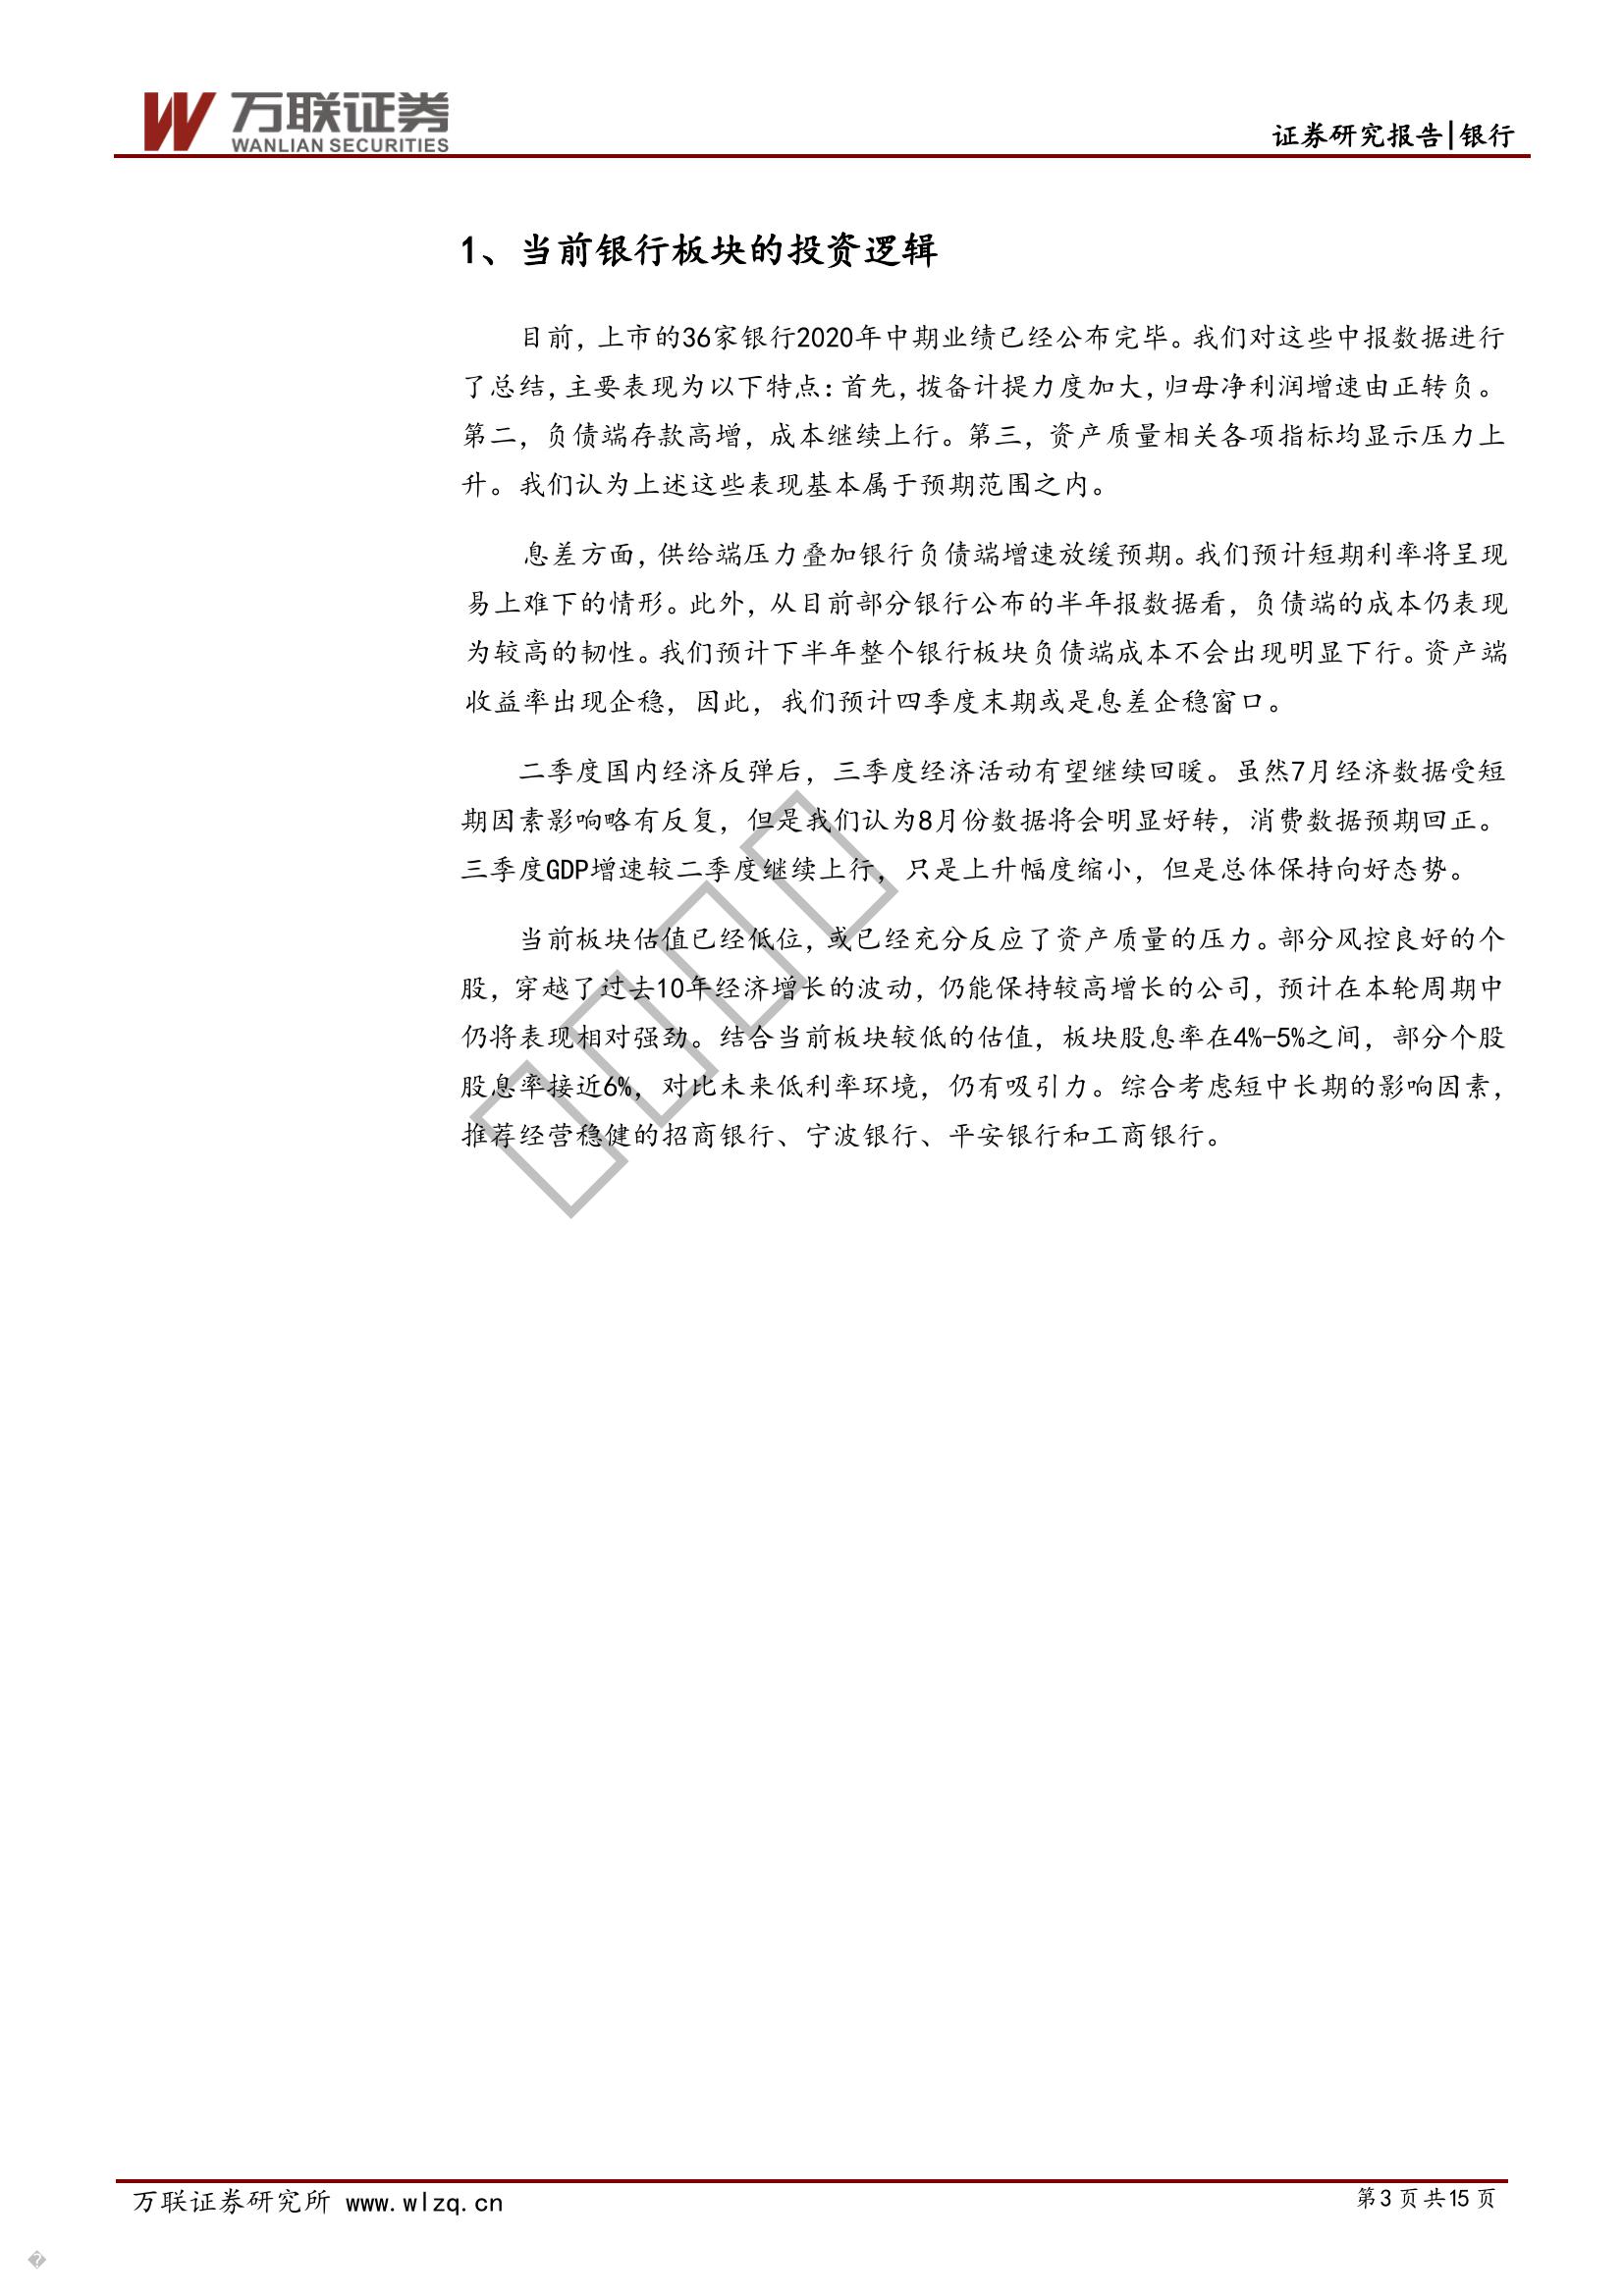 万联证券
WANLIAN SECURITIES
证券研究报告|银行
1、当前银行板块的投资逻辑
目前，上市的36家银行2020年中期业绩已经公布完毕。我们对这些中报数据进行
了总结，主要表现为以下特点：首先，拨备计提力度加大，归母净利润增速由正转负。
第二，负债端存款高增，成本继续上行。第三，资产质量相关各项指标均显示压力上
升。我们认为上述这些表现基本属于预期范围之内。
息差方面，供给端压力叠加银行负债端增速放缓预期。我们预计短期利率将呈现
易上难下的情形。此外，从目前部分银行公布的半年报数据看，负债端的成本仍表现
为较高的韧性。我们预计下半年整个银行板块负债端成本不会出现明显下行。资产端
收益率出现企稳，因此，我们预计四季度末期或是息差企稳窗口。
二季度国内经济反弹后，三季度经济活动有望继续回暖。虽然7月经济数据受短
期因素影响略有反复，但是我们认为8月份数据将会明显好转，消费数据预期回正。
三季度GDP增速较二季度继续上行，只是上升幅度缩小，但是总体保持向好态势。
当前板块估值已经低位，或已经充分反应了资产质量的压力。部分风控良好的个
股，穿越了过去10年经济增长的波动，仍能保持较高增长的公司，预计在本轮周期中
仍将表现相对强劲。结合当前板块较低的估值，板块股息率在4%-5%之间，部分个股
股息率接近6%，对比未来低利率环境，仍有吸引力。综合考虑短中长期的影响因素，
推荐经营稳健的招商银行、宁波银行、平安银行和工商银行。
万联证券研究所 www.wlzq.cn
第3页共15页